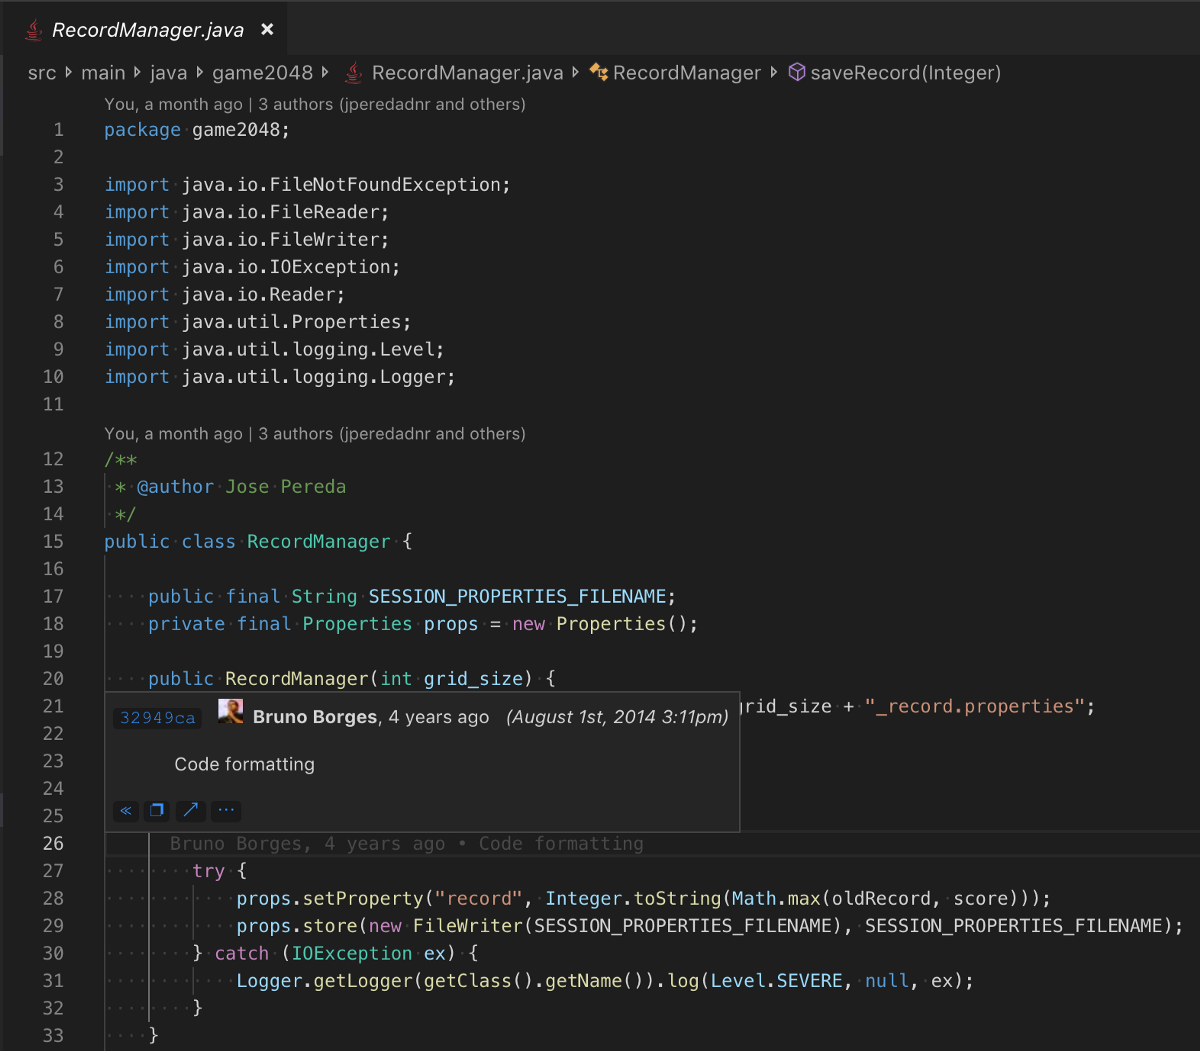 RecordManager.java ×
src main java game2048 RecordManager.java RecordManager saveRecord(Integer)
You, a month ago | 3 authors (jperedadnr and others)
1 package game2048;
2
3 import java.io.FileNotFoundException;
4 import java.io.FileReader;
5 import java.io.FileWriter;
6 import java.io.IOException;
7 import java.io.Reader;
8 import java.util.Properties;
9 import java.util.logging.Level;
10 import java.util.logging.Logger;
11
You, a month ago | 3 authors (jperedadnr and others)
12 /**
13 * @author Jose Pereda
14 */
15 public class RecordManager {
16
17 public final String SESSION_PROPERTIES_FILENAME;
18 private final Properties props = new Properties();
19
20 public RecordManager(int grid_size) {
21 grid_size + "_record.properties";
32949ca Bruno Borges, 4 years ago (August 1st, 2014 3:11pm)
22
23
Code formatting
24
25
26 Bruno Borges, 4 years ago • Code formatting
27 try {
28 props.setProperty("record", Integer.toString(Math.max(oldRecord, score)));
29 props.store(new FileWriter(SESSION_PROPERTIES_FILENAME), SESSION_PROPERTIES_FILENAME);
30 } catch (IOException ex) {
31 Logger.getLogger(getClass().getName()).log(Level.SEVERE, null, ex);
32 }
33 }